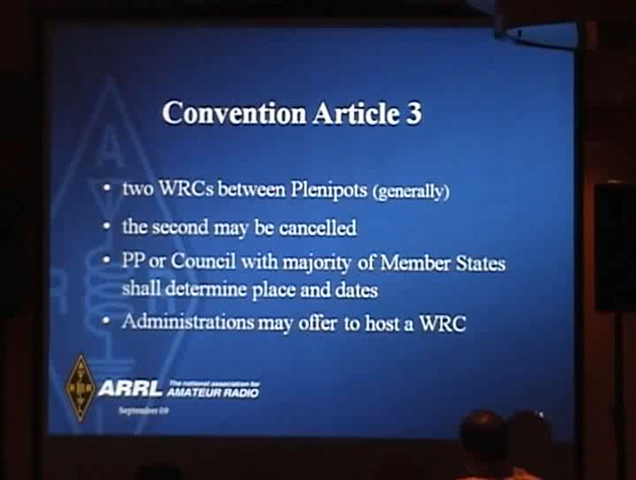 Convention Article 3
• two WRCs between Plenipots (generally)
• the second may be cancelled
• PP or Council with majority of Member States
shall determine place and dates
• Administrations may offer to host a WRC
ARRL The national association for
AMATEUR RADIO
September 09